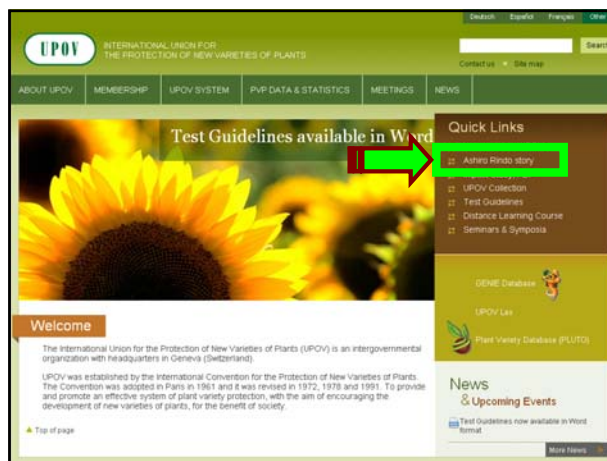 Deutsch Español Français Other
UPOV
INTERNATIONAL UNION FOR
THE PROTECTION OF NEW VARIETIES OF PLANTS
Search
Contact us Site map
ABOUT UPOV MEMBERSHIP UPOV SYSTEM PVP DATA & STATISTICS MEETINGS NEWS
Test Guidelines available in Word
Quick Links
Ashiro Rindo story
UPOV Collection
Test Guidelines
Distance Learning Course
Seminars & Symposia
GENIE Database
UPOV Lex
Plant Variety Database (PLUTO)
Welcome
The International Union for the Protection of New Varieties of Plants (UPOV) is an intergovernmental
organization with headquarters in Geneva (Switzerland).
UPOV was established by the International Convention for the Protection of New Varieties of Plants.
The Convention was adopted in Paris in 1961 and it was revised in 1972, 1978 and 1991. To provide
and promote an effective system of plant variety protection, with the aim of encouraging the
development of new varieties of plants, for the benefit of society.
Top of page
News
& Upcoming Events
Test Guidelines now available in Word
format
More News